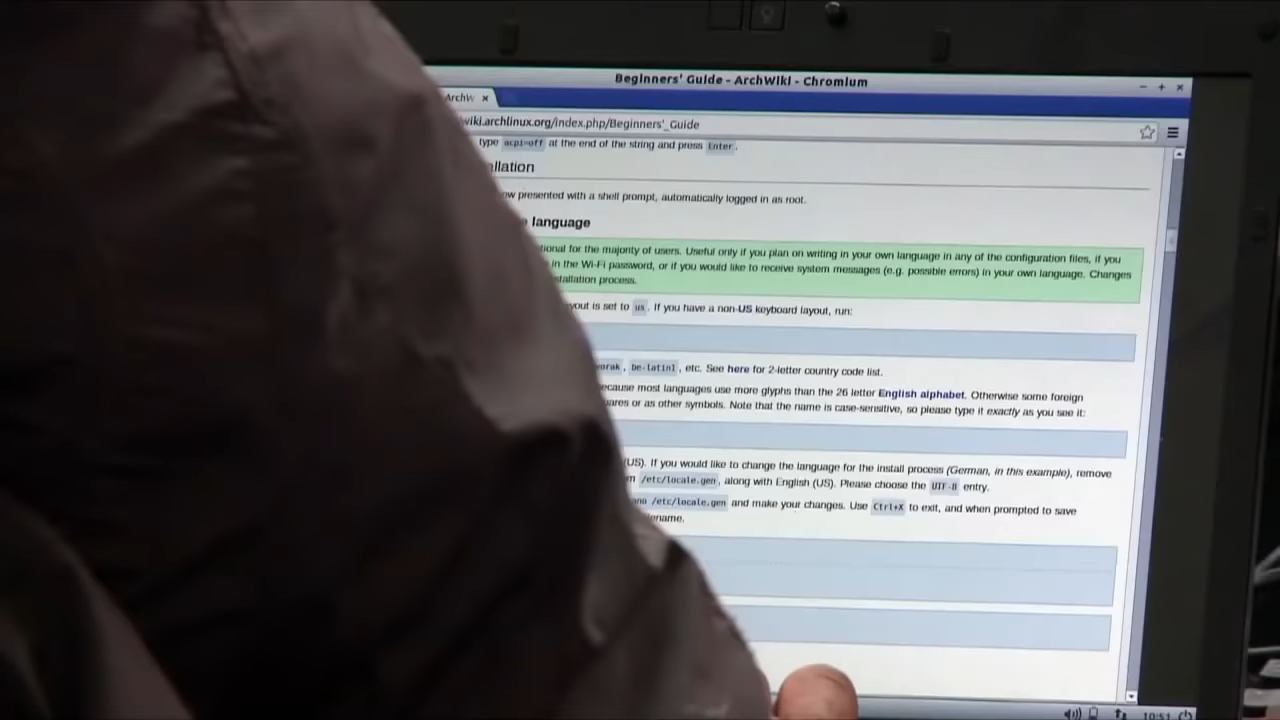 Beginners' Guide - ArchWiki - Chromium
ArchW
wiki.archlinux.org/index.php/Beginners'_Guide
type acpi=off at the end of the string and press Enter.
llation
ow presented with a shell prompt, automatically logged in as root.
language
tional for the majority of users. Useful only if you plan on writing in your own language in any of the configuration files, if you
in the Wi-Fi password, or if you would like to receive system messages (e.g. possible errors) in your own language. Changes
stallation process.
yout is set to us. If you have a non-US keyboard layout, run:
vorak, be-latin1, etc. See here for 2-letter country code list.
ecause most languages use more glyphs than the 26 letter English alphabet. Otherwise some foreign
ares or as other symbols. Note that the name is case-sensitive, so please type it exactly as you see it:
(US). If you would like to change the language for the install process (German, in this example), remove
m /etc/locale.gen, along with English (US). Please choose the UTF-8 entry.
ano /etc/locale.gen and make your changes. Use Ctrl+X to exit, and when prompted to save
lename.
10:51